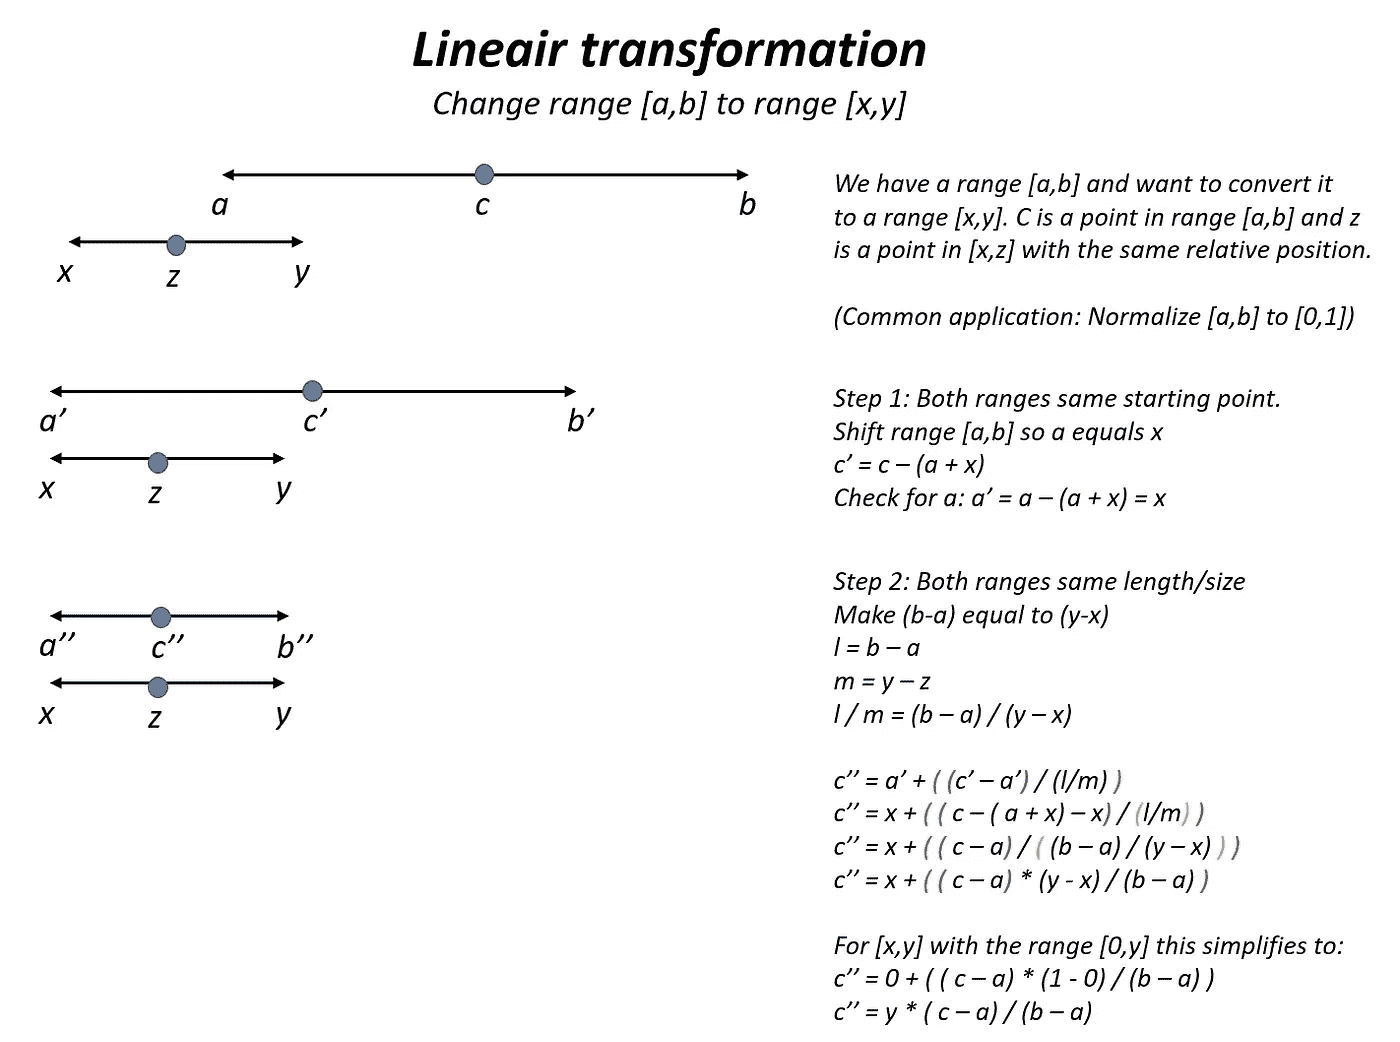 Lineair transformation
Change range [a,b] to range [x,y]
a
c
b
x
z
y
We have a range [a,b] and want to convert it
to a range [x,y]. C is a point in range [a,b] and z
is a point in [x,z] with the same relative position.
(Common application: Normalize [a,b] to [0,1])
a’
c’
b’
x
z
y
Step 1: Both ranges same starting point.
Shift range [a,b] so a equals x
c’ = c – (a + x)
Check for a: a’ = a – (a + x) = x
a’’
c’’
b’’
x
z
y
Step 2: Both ranges same length/size
Make (b-a) equal to (y-x)
l = b – a
m = y – z
l / m = (b – a) / (y – x)
c’’ = a’ + ( (c’ – a’) / (l/m) )
c’’ = x + ( ( c – ( a + x) – x) / (l/m) )
c’’ = x + ( ( c – a) / ( (b – a) / (y – x) ) )
c’’ = x + ( ( c – a) * (y - x) / (b – a) )
For [x,y] with the range [0,y] this simplifies to:
c’’ = 0 + ( ( c – a) * (1 - 0) / (b – a) )
c’’ = y * ( c – a) / (b – a)